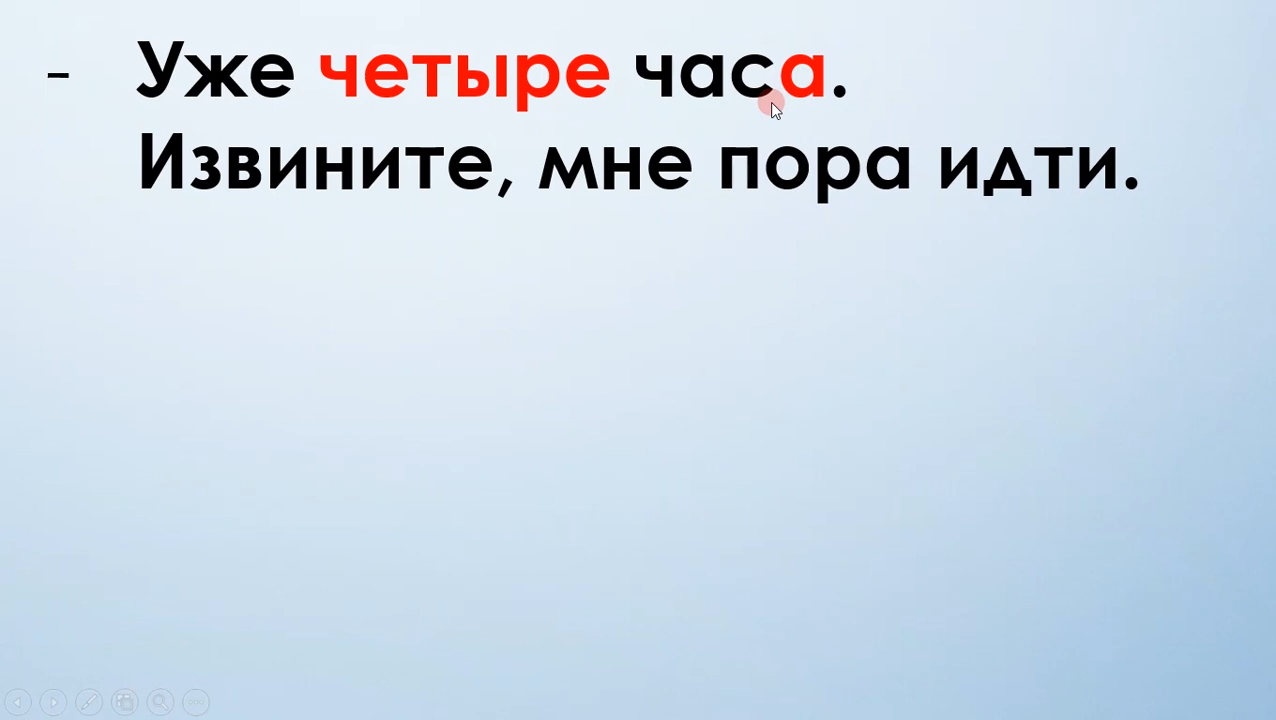 - Уже четыре часа.
Извините, мне пора идти.